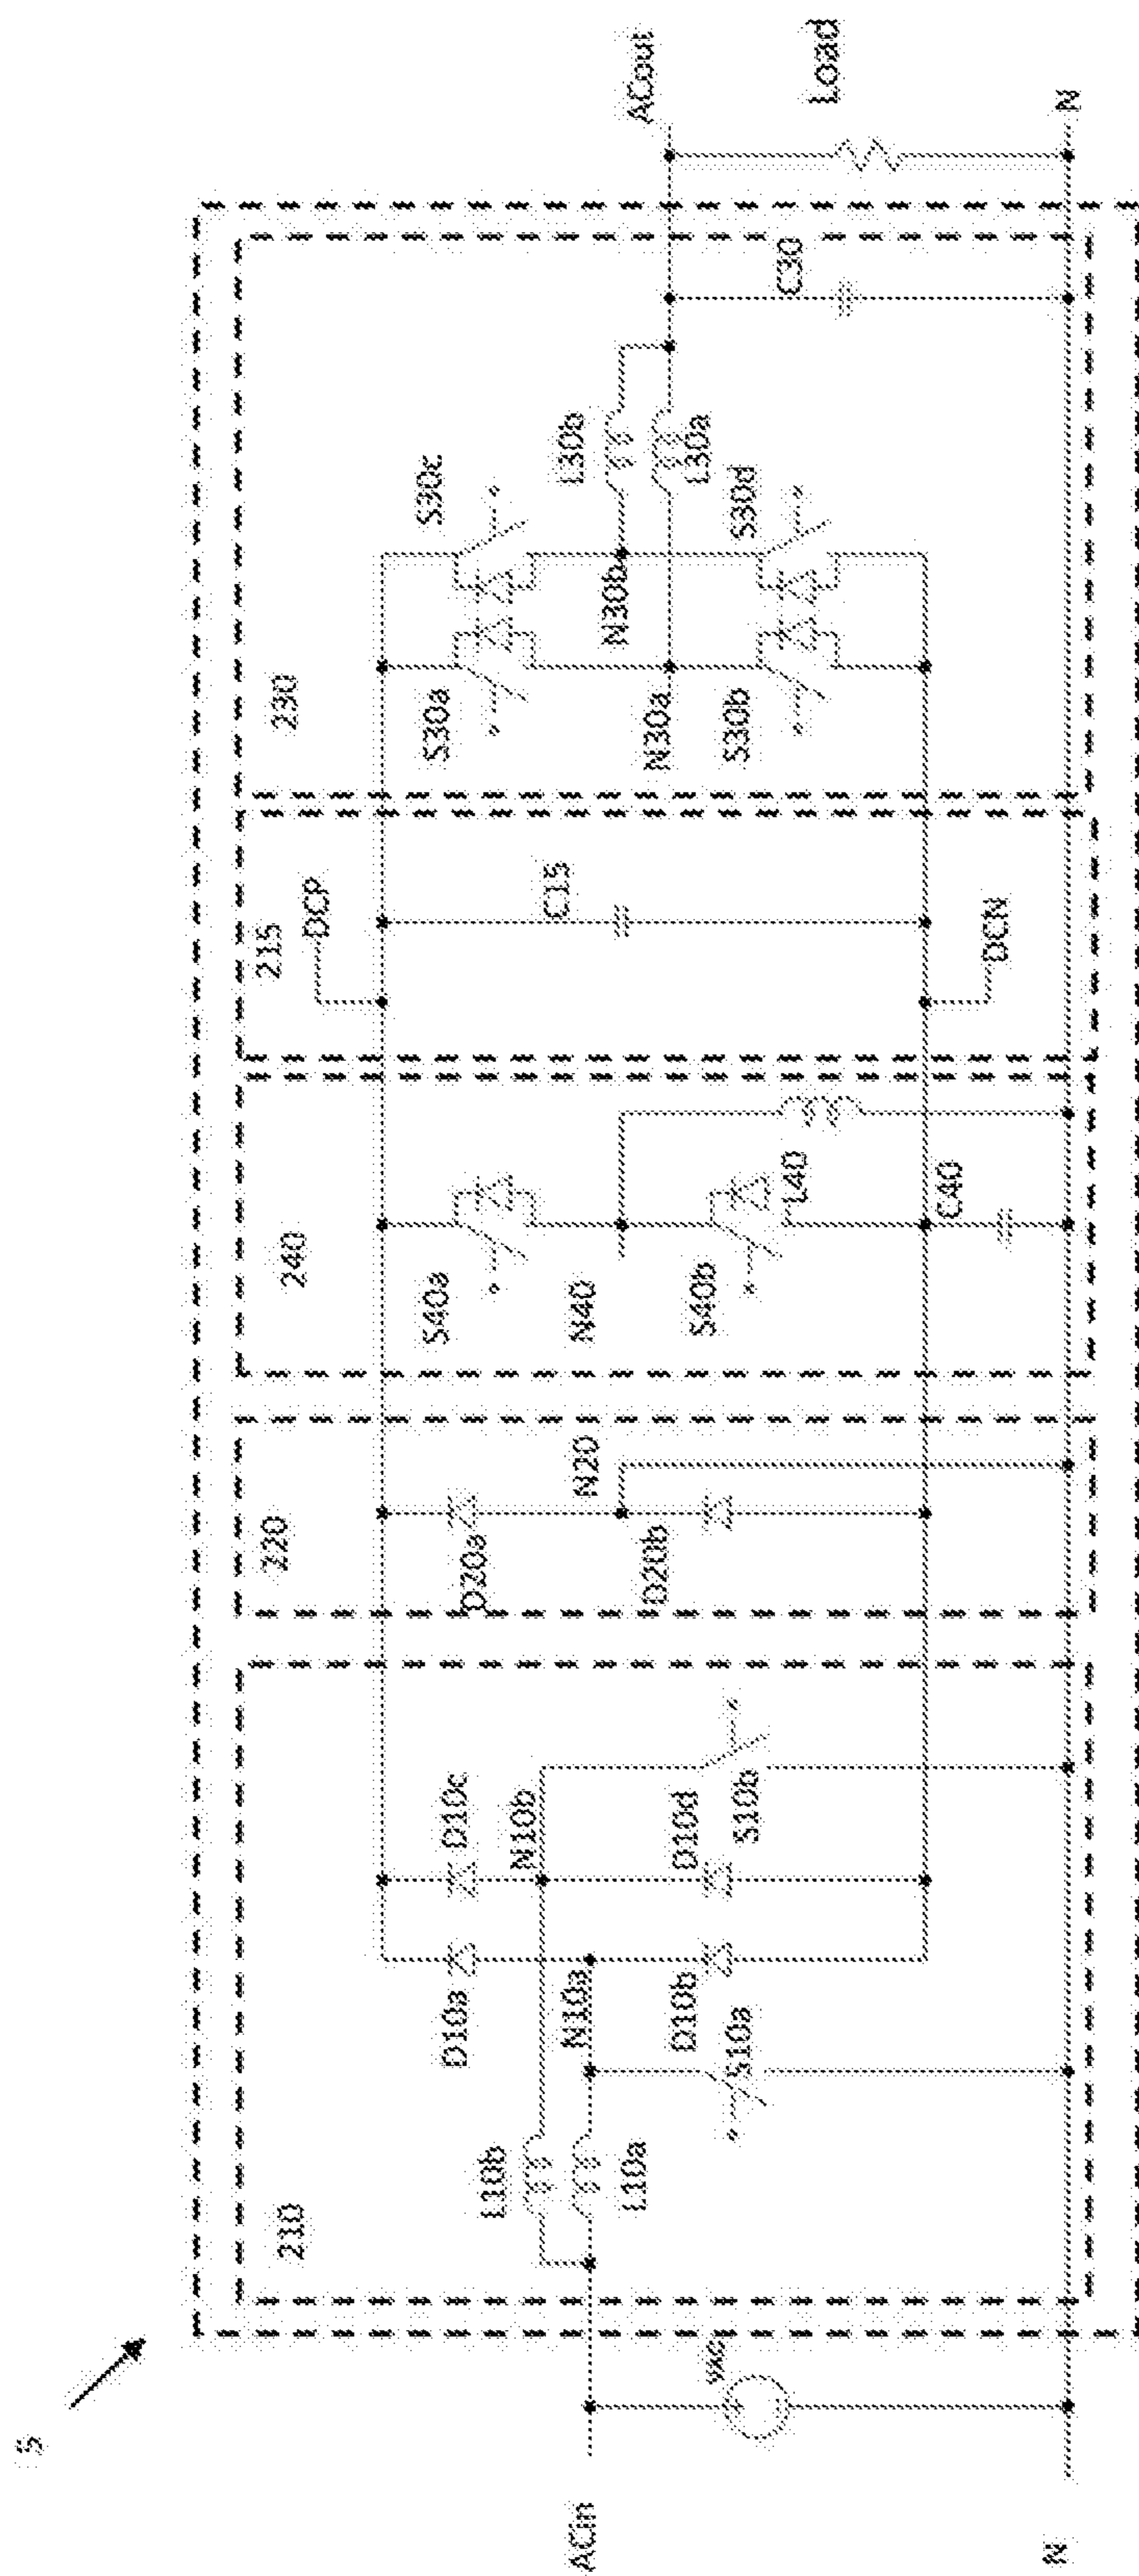 5
ACin
N
vac
210
L10b
L10a
D10a
N10a
D10b
S10a
D10c
N10b
D10d
S10b
220
D20a
N20
D20b
240
S40a
N40
S40b
L40
C40
215
DCP
C15
DCN
230
S30a
N30a
S30b
S30c
N30b
S30d
L30b
L30a
C30
ACout
Load
N